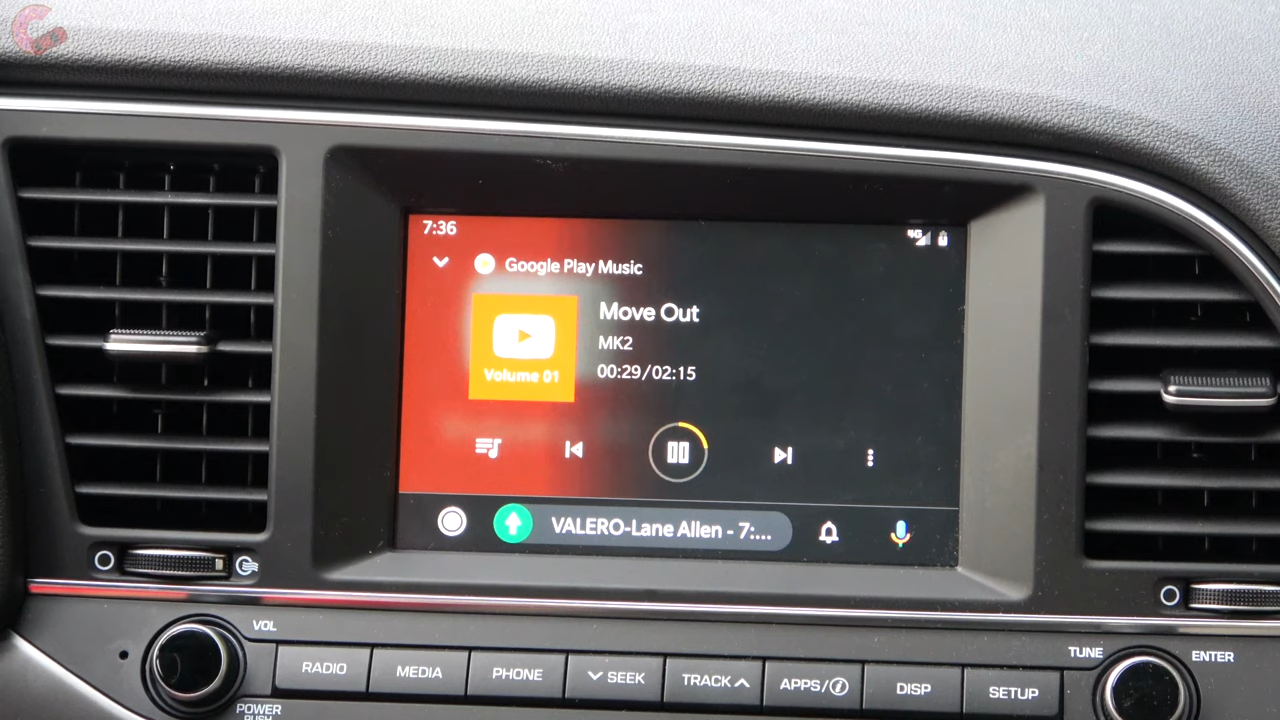 7:36
4G
Google Play Music
Move Out
MK2
00:29/02:15
Volume 01
VALERO-Lane Allen - 7:...
VOL
TUNE
ENTER
RADIO
MEDIA
PHONE
SEEK
TRACK
APPS/i
DISP
SETUP
POWER
PUSH